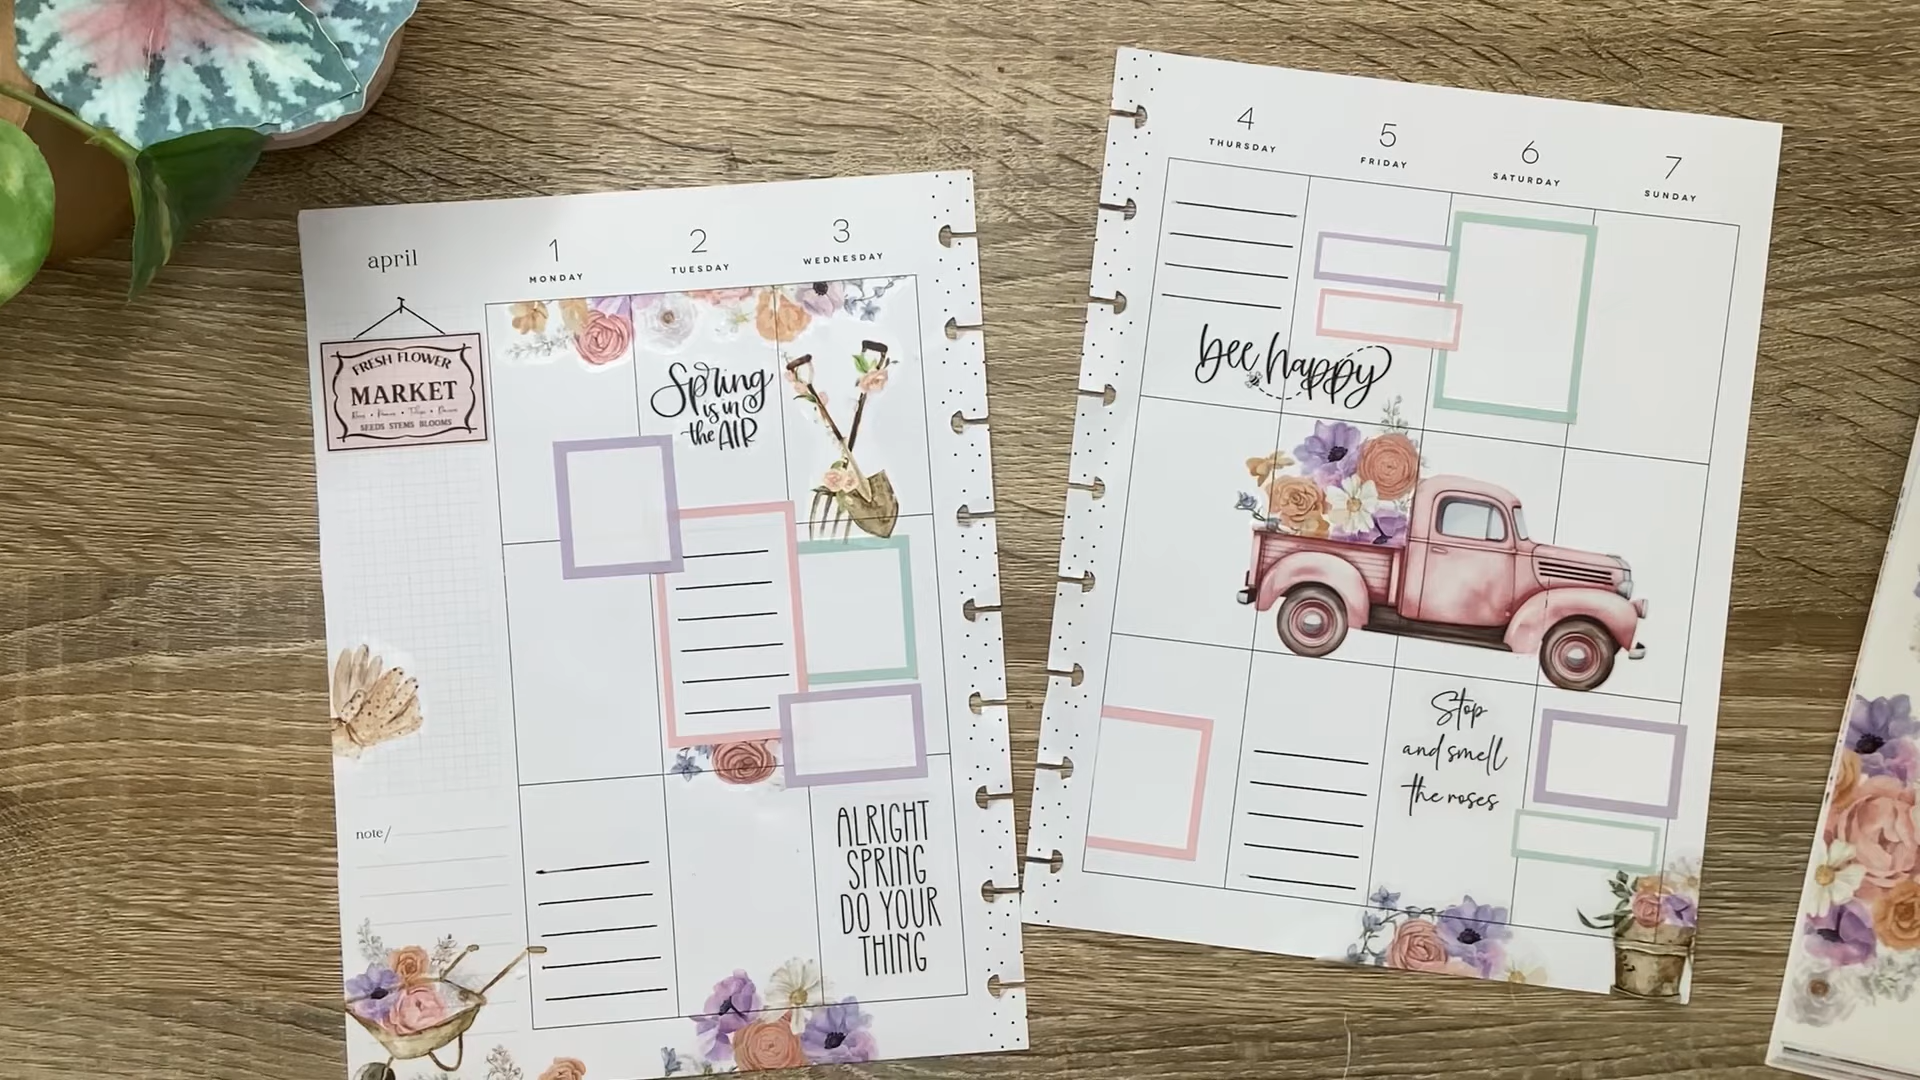 april
1
MONDAY
2
TUESDAY
3
WEDNESDAY
FRESH FLOWER
MARKET
SEEDS STEMS BLOOMS
Spring
is in
the AIR
note/
ALRIGHT
SPRING
DO YOUR
THING
4
THURSDAY
5
FRIDAY
6
SATURDAY
7
SUNDAY
bee happy
Stop
and smell
the roses